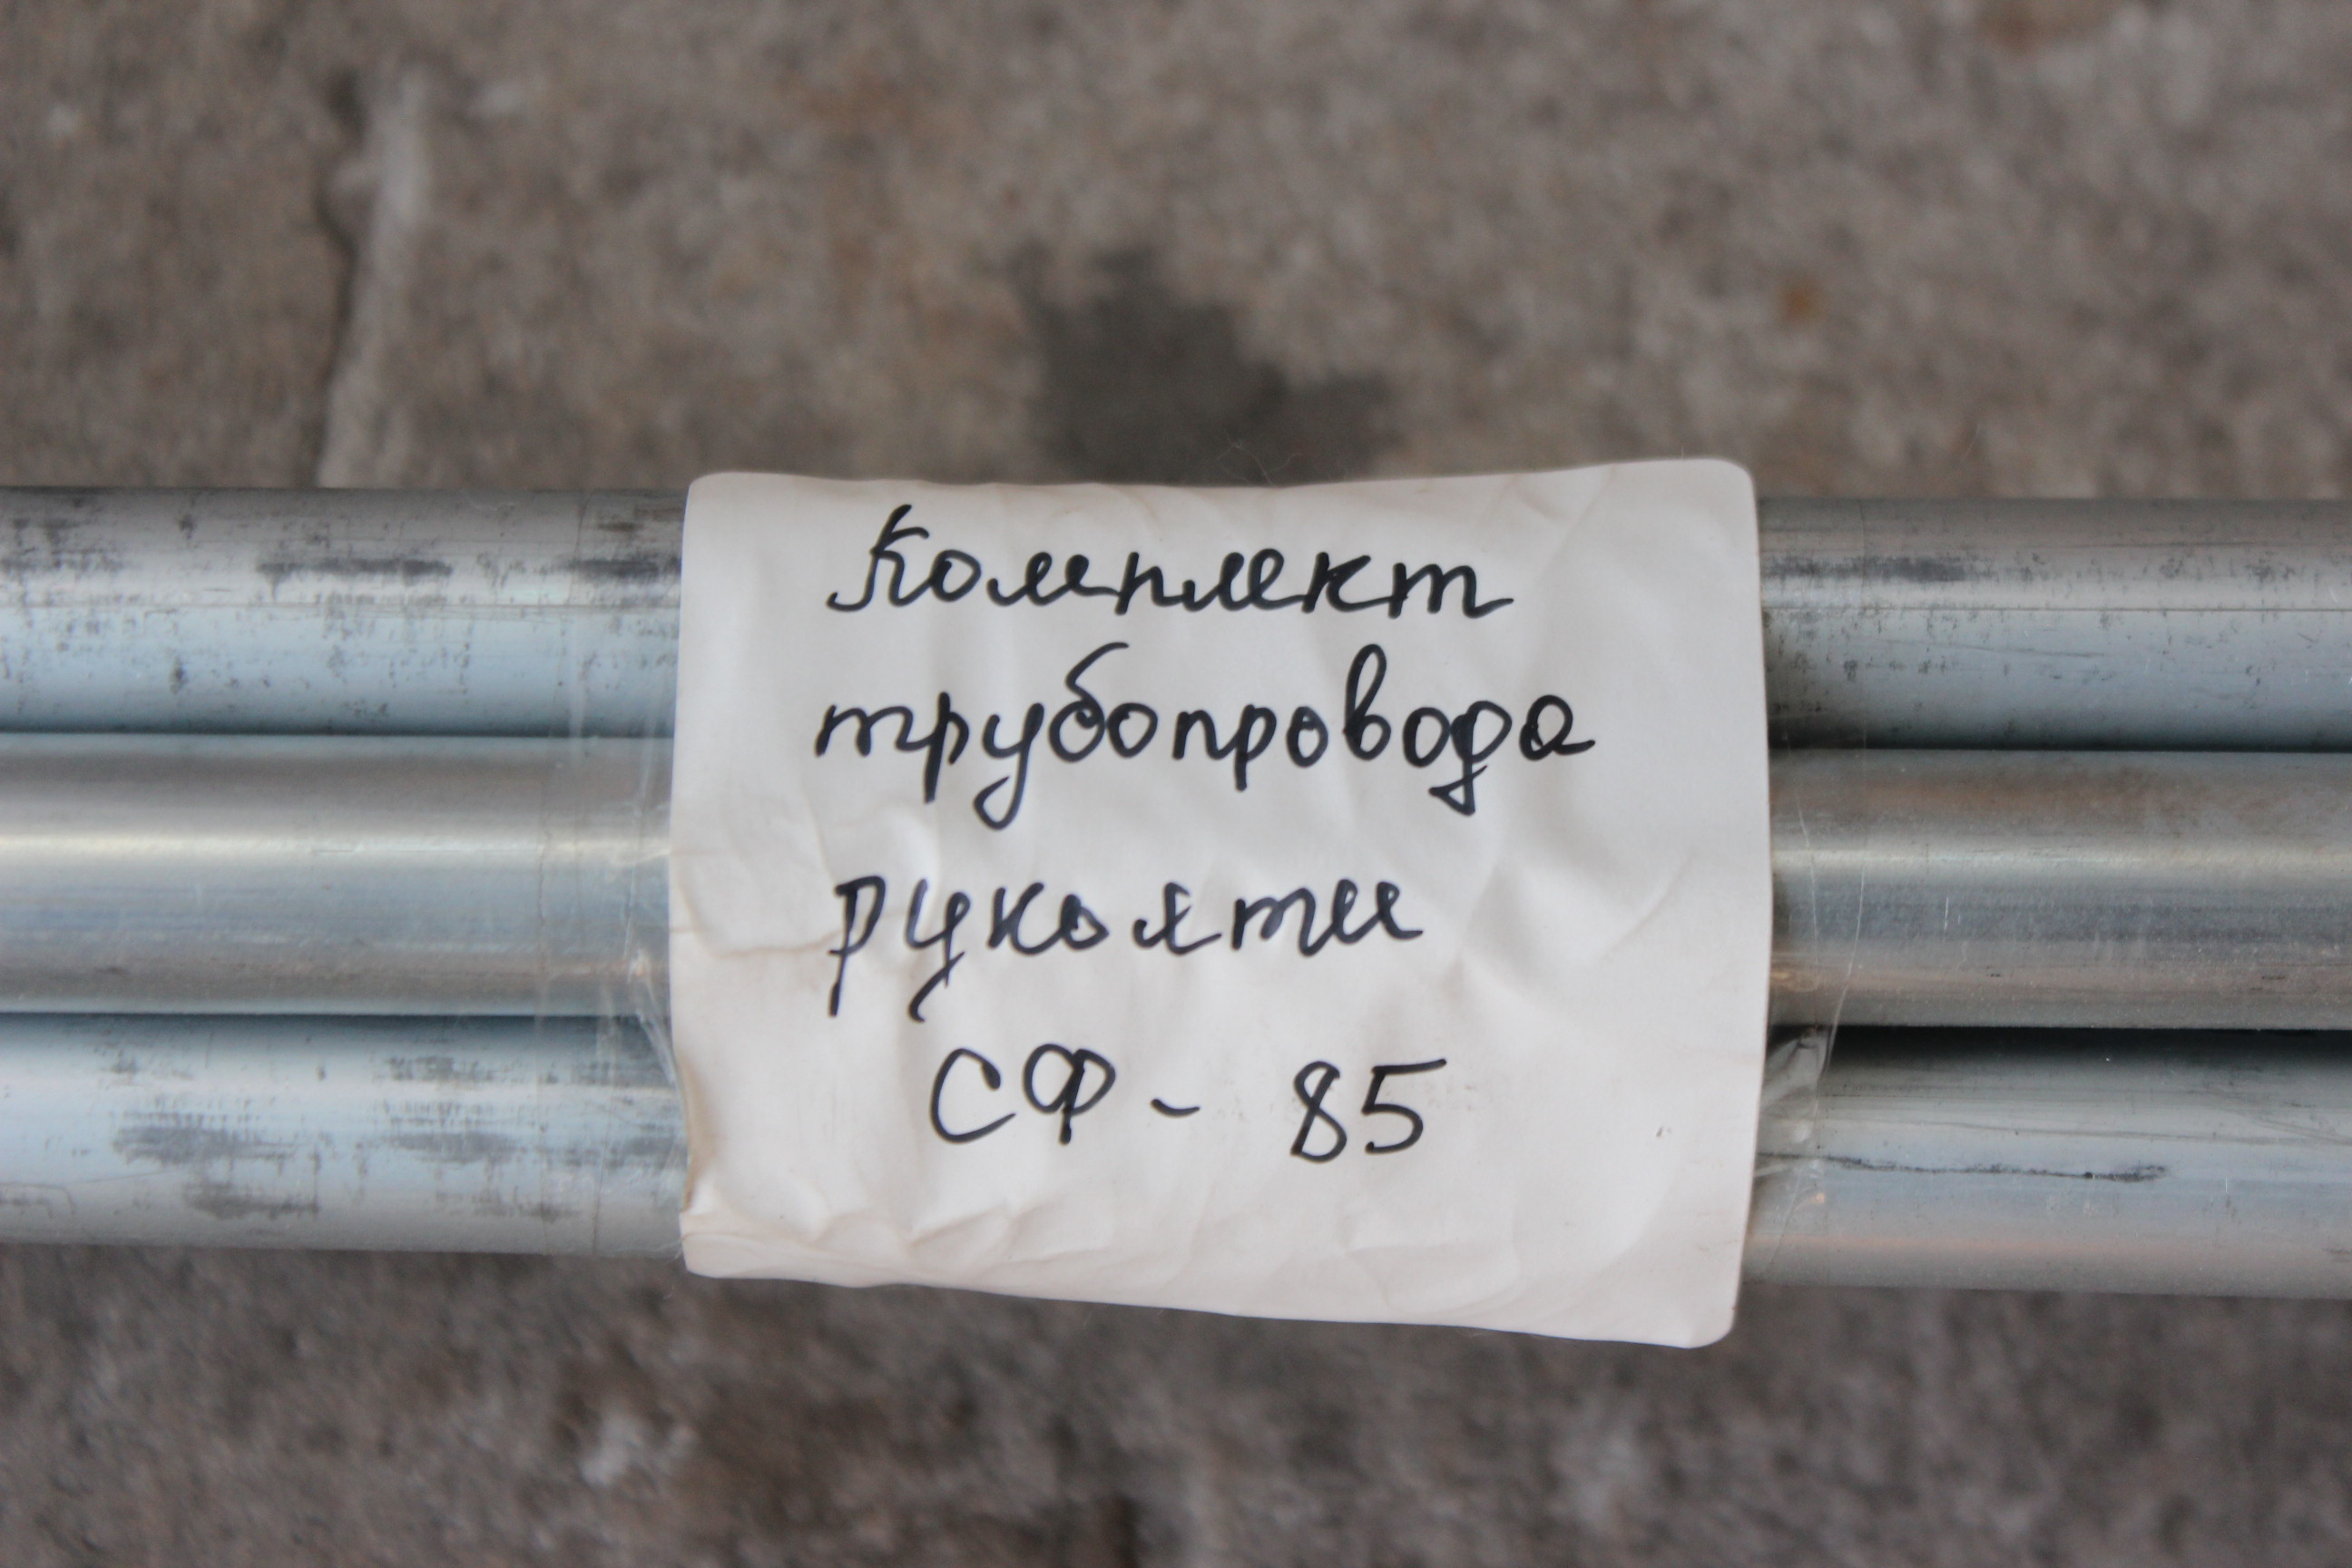 Комплект
трубопровода
рукояти
СФ - 85